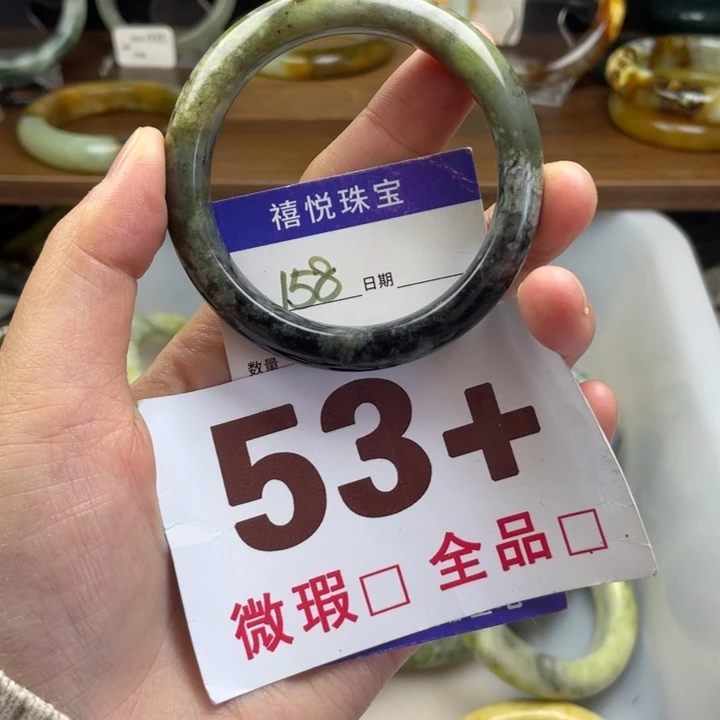 禧悦珠宝
158 日期
数量
53+
微瑕□ 全品□